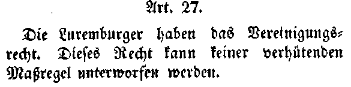 Art. 27.
Die Luxemburger haben das Vereinigungs-
recht. Dieses Recht kann keiner verhütenden
Maßregel unterworfen werden.